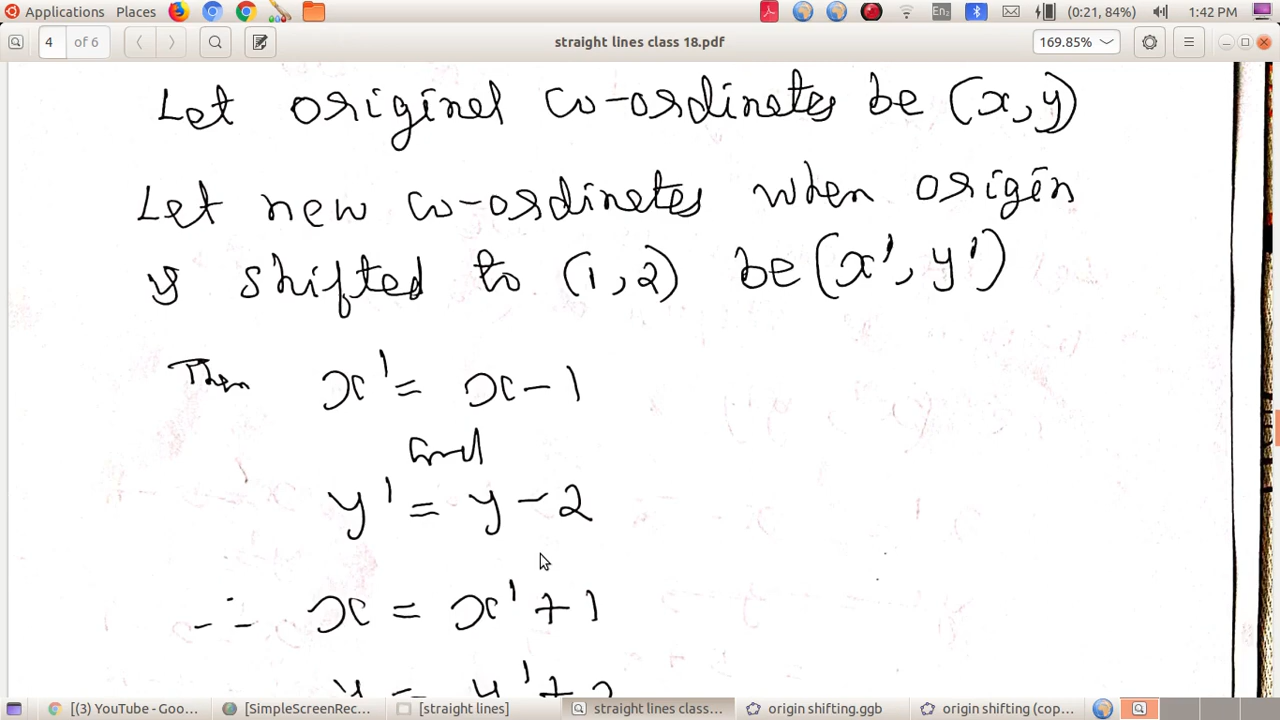 Applications Places En₂ (0:21, 84%) 1:42 PM
4 of 6 straight lines class 18.pdf 169.85%
Let original co-ordinates be (x,y)
Let new co-ordinates when origin
is shifted to (1,2) be (x', y')
Then x' = x-1
and
y' = y-2
∴ x = x'+1
y = y'+2
[(3) YouTube - Goo... [SimpleScreenRec... [straight lines] straight lines class... origin shifting.ggb origin shifting (cop...